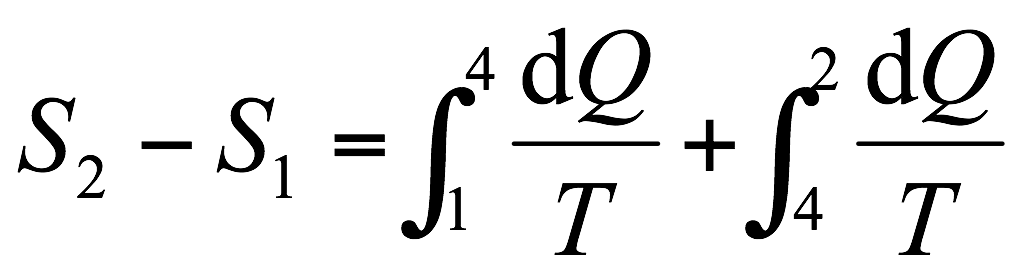 S₂ − S₁ = ∫₁⁴ dQ/T + ∫₄² dQ/T